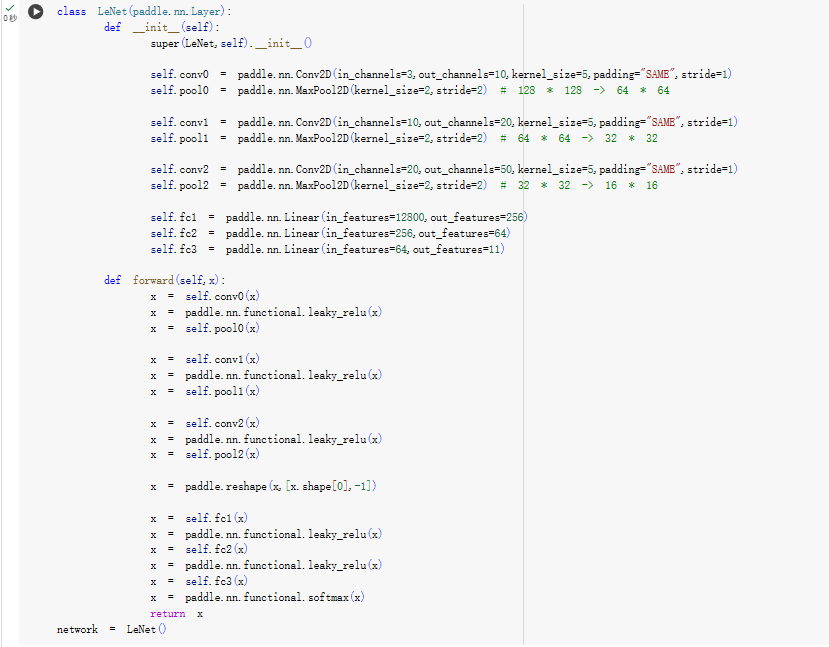 0秒
class LeNet(paddle.nn.Layer):
def __init__(self):
super(LeNet,self).__init__()
self.conv0 = paddle.nn.Conv2D(in_channels=3,out_channels=10,kernel_size=5,padding="SAME",stride=1)
self.pool0 = paddle.nn.MaxPool2D(kernel_size=2,stride=2) # 128 * 128 -> 64 * 64
self.conv1 = paddle.nn.Conv2D(in_channels=10,out_channels=20,kernel_size=5,padding="SAME",stride=1)
self.pool1 = paddle.nn.MaxPool2D(kernel_size=2,stride=2) # 64 * 64 -> 32 * 32
self.conv2 = paddle.nn.Conv2D(in_channels=20,out_channels=50,kernel_size=5,padding="SAME",stride=1)
self.pool2 = paddle.nn.MaxPool2D(kernel_size=2,stride=2) # 32 * 32 -> 16 * 16
self.fc1 = paddle.nn.Linear(in_features=12800,out_features=256)
self.fc2 = paddle.nn.Linear(in_features=256,out_features=64)
self.fc3 = paddle.nn.Linear(in_features=64,out_features=11)
def forward(self,x):
x = self.conv0(x)
x = paddle.nn.functional.leaky_relu(x)
x = self.pool0(x)
x = self.conv1(x)
x = paddle.nn.functional.leaky_relu(x)
x = self.pool1(x)
x = self.conv2(x)
x = paddle.nn.functional.leaky_relu(x)
x = self.pool2(x)
x = paddle.reshape(x,[x.shape[0],-1])
x = self.fc1(x)
x = paddle.nn.functional.leaky_relu(x)
x = self.fc2(x)
x = paddle.nn.functional.leaky_relu(x)
x = self.fc3(x)
x = paddle.nn.functional.softmax(x)
return x
network = LeNet()